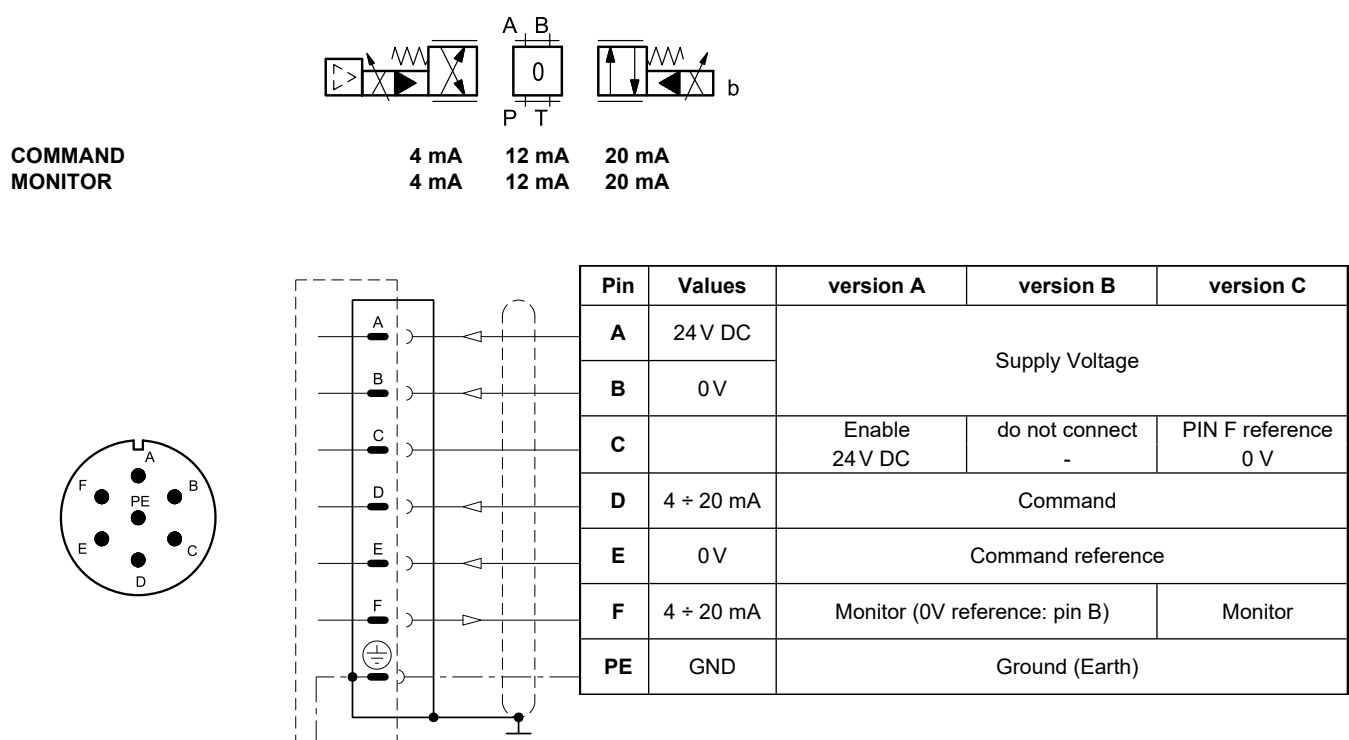 A B
0
b
P T
COMMAND 4 mA 12 mA 20 mA
MONITOR 4 mA 12 mA 20 mA
Pin Values version A version B version C
A 24 V DC Supply Voltage
B 0 V
C Enable 24 V DC do not connect - PIN F reference 0 V
D 4 ÷ 20 mA Command
E 0 V Command reference
F 4 ÷ 20 mA Monitor (0V reference: pin B) Monitor
PE GND Ground (Earth)
A
B
C
D
E
F
A
F
B
PE
E
C
D